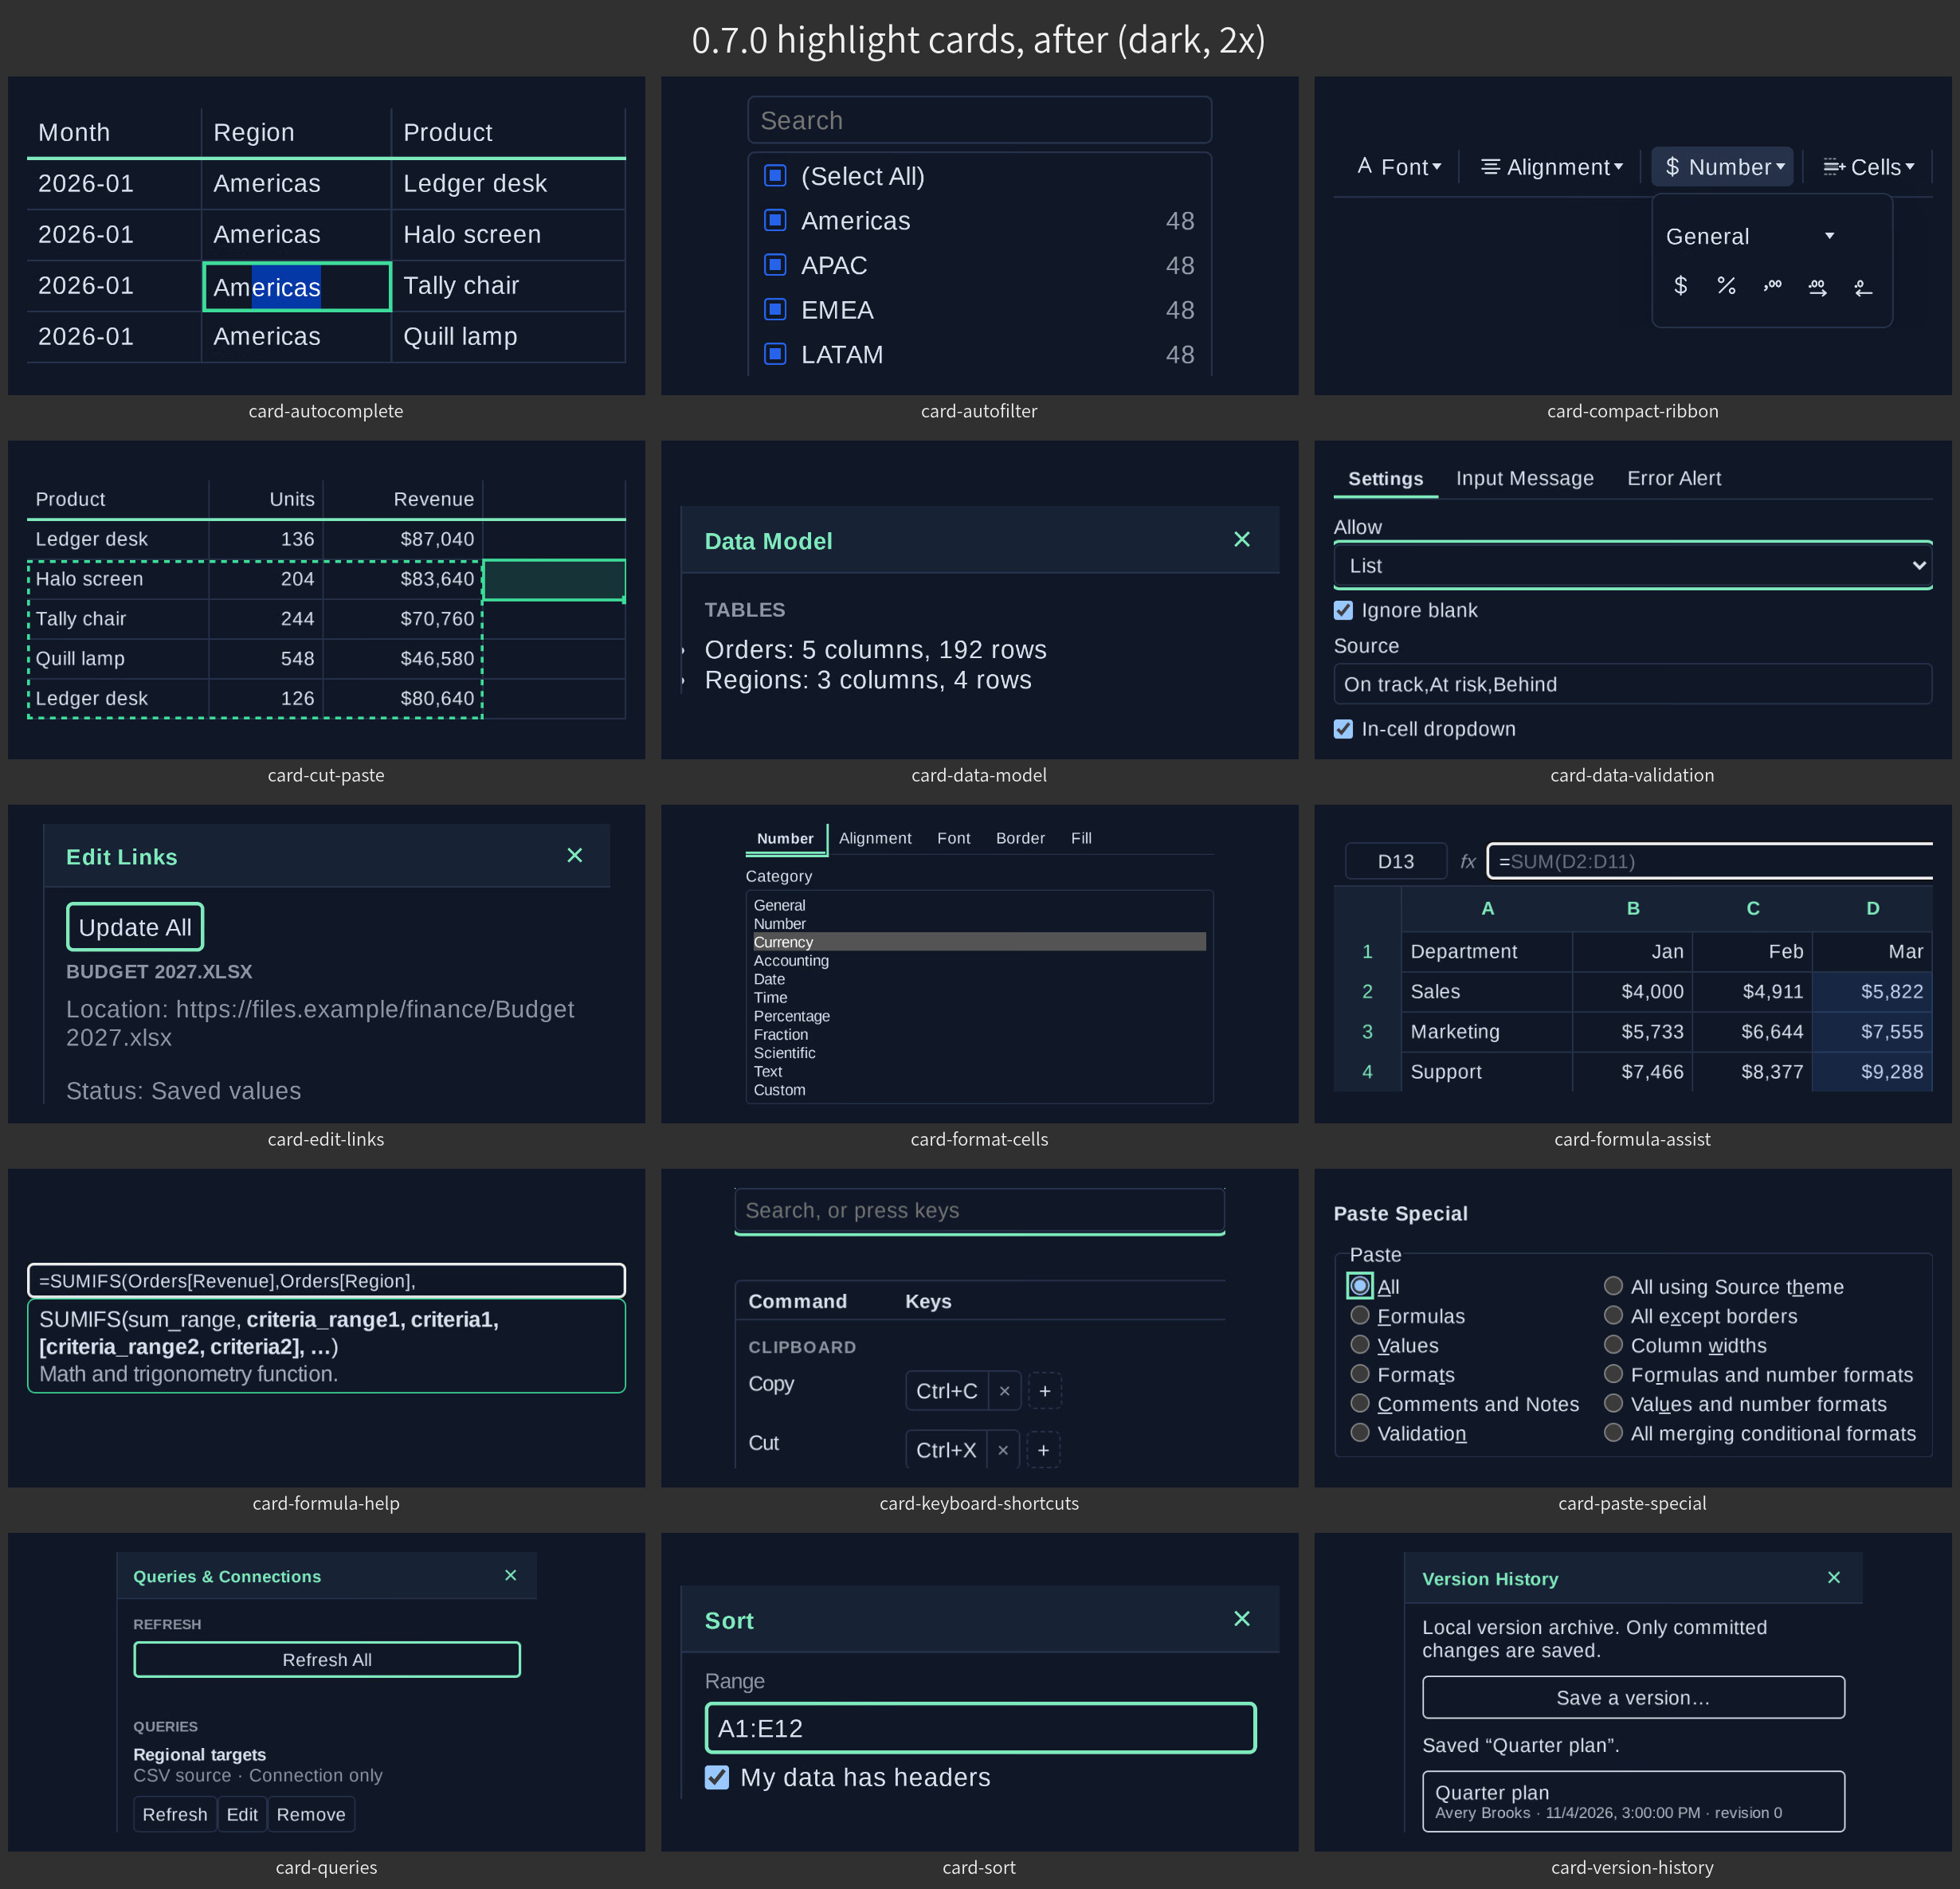 0.7.0 highlight cards, after (dark, 2x)
Month Region Product
2026-01 Americas Ledger desk
2026-01 Americas Halo screen
2026-01 Americas Tally chair
2026-01 Americas Quill lamp
card-autocomplete
Search
(Select All)
Americas 48
APAC 48
EMEA 48
LATAM 48
card-autofilter
A Font Alignment $ Number Cells
General
$ % ,00 .00 .0
card-compact-ribbon
Product Units Revenue
Ledger desk 136 $87,040
Halo screen 204 $83,640
Tally chair 244 $70,760
Quill lamp 548 $46,580
Ledger desk 126 $80,640
card-cut-paste
Data Model ×
TABLES
Orders: 5 columns, 192 rows
Regions: 3 columns, 4 rows
card-data-model
Settings Input Message Error Alert
Allow
List
Ignore blank
Source
On track,At risk,Behind
In-cell dropdown
card-data-validation
Edit Links ×
Update All
BUDGET 2027.XLSX
Location: https://files.example/finance/Budget
2027.xlsx
Status: Saved values
card-edit-links
Number Alignment Font Border Fill
Category
General
Number
Currency
Accounting
Date
Time
Percentage
Fraction
Scientific
Text
Custom
card-format-cells
D13 fx =SUM(D2:D11)
A B C D
1 Department Jan Feb Mar
2 Sales $4,000 $4,911 $5,822
3 Marketing $5,733 $6,644 $7,555
4 Support $7,466 $8,377 $9,288
card-formula-assist
=SUMIFS(Orders[Revenue],Orders[Region],
SUMIFS(sum_range, criteria_range1, criteria1,
[criteria_range2, criteria2], …)
Math and trigonometry function.
card-formula-help
Search, or press keys
Command Keys
CLIPBOARD
Copy Ctrl+C × +
Cut Ctrl+X × +
card-keyboard-shortcuts
Paste Special
Paste
All All using Source theme
Formulas All except borders
Values Column widths
Formats Formulas and number formats
Comments and Notes Values and number formats
Validation All merging conditional formats
card-paste-special
Queries & Connections ×
REFRESH
Refresh All
QUERIES
Regional targets
CSV source · Connection only
Refresh Edit Remove
card-queries
Sort ×
Range
A1:E12
My data has headers
card-sort
Version History ×
Local version archive. Only committed
changes are saved.
Save a version…
Saved “Quarter plan”.
Quarter plan
Avery Brooks · 11/4/2026, 3:00:00 PM · revision 0
card-version-history